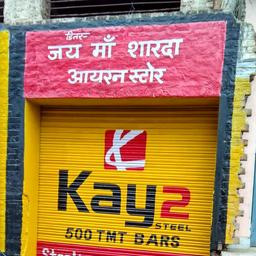 डिलर-
जय माँ शारदा
आयरन स्टोर
Kay2
STEEL
500 TMT BARS